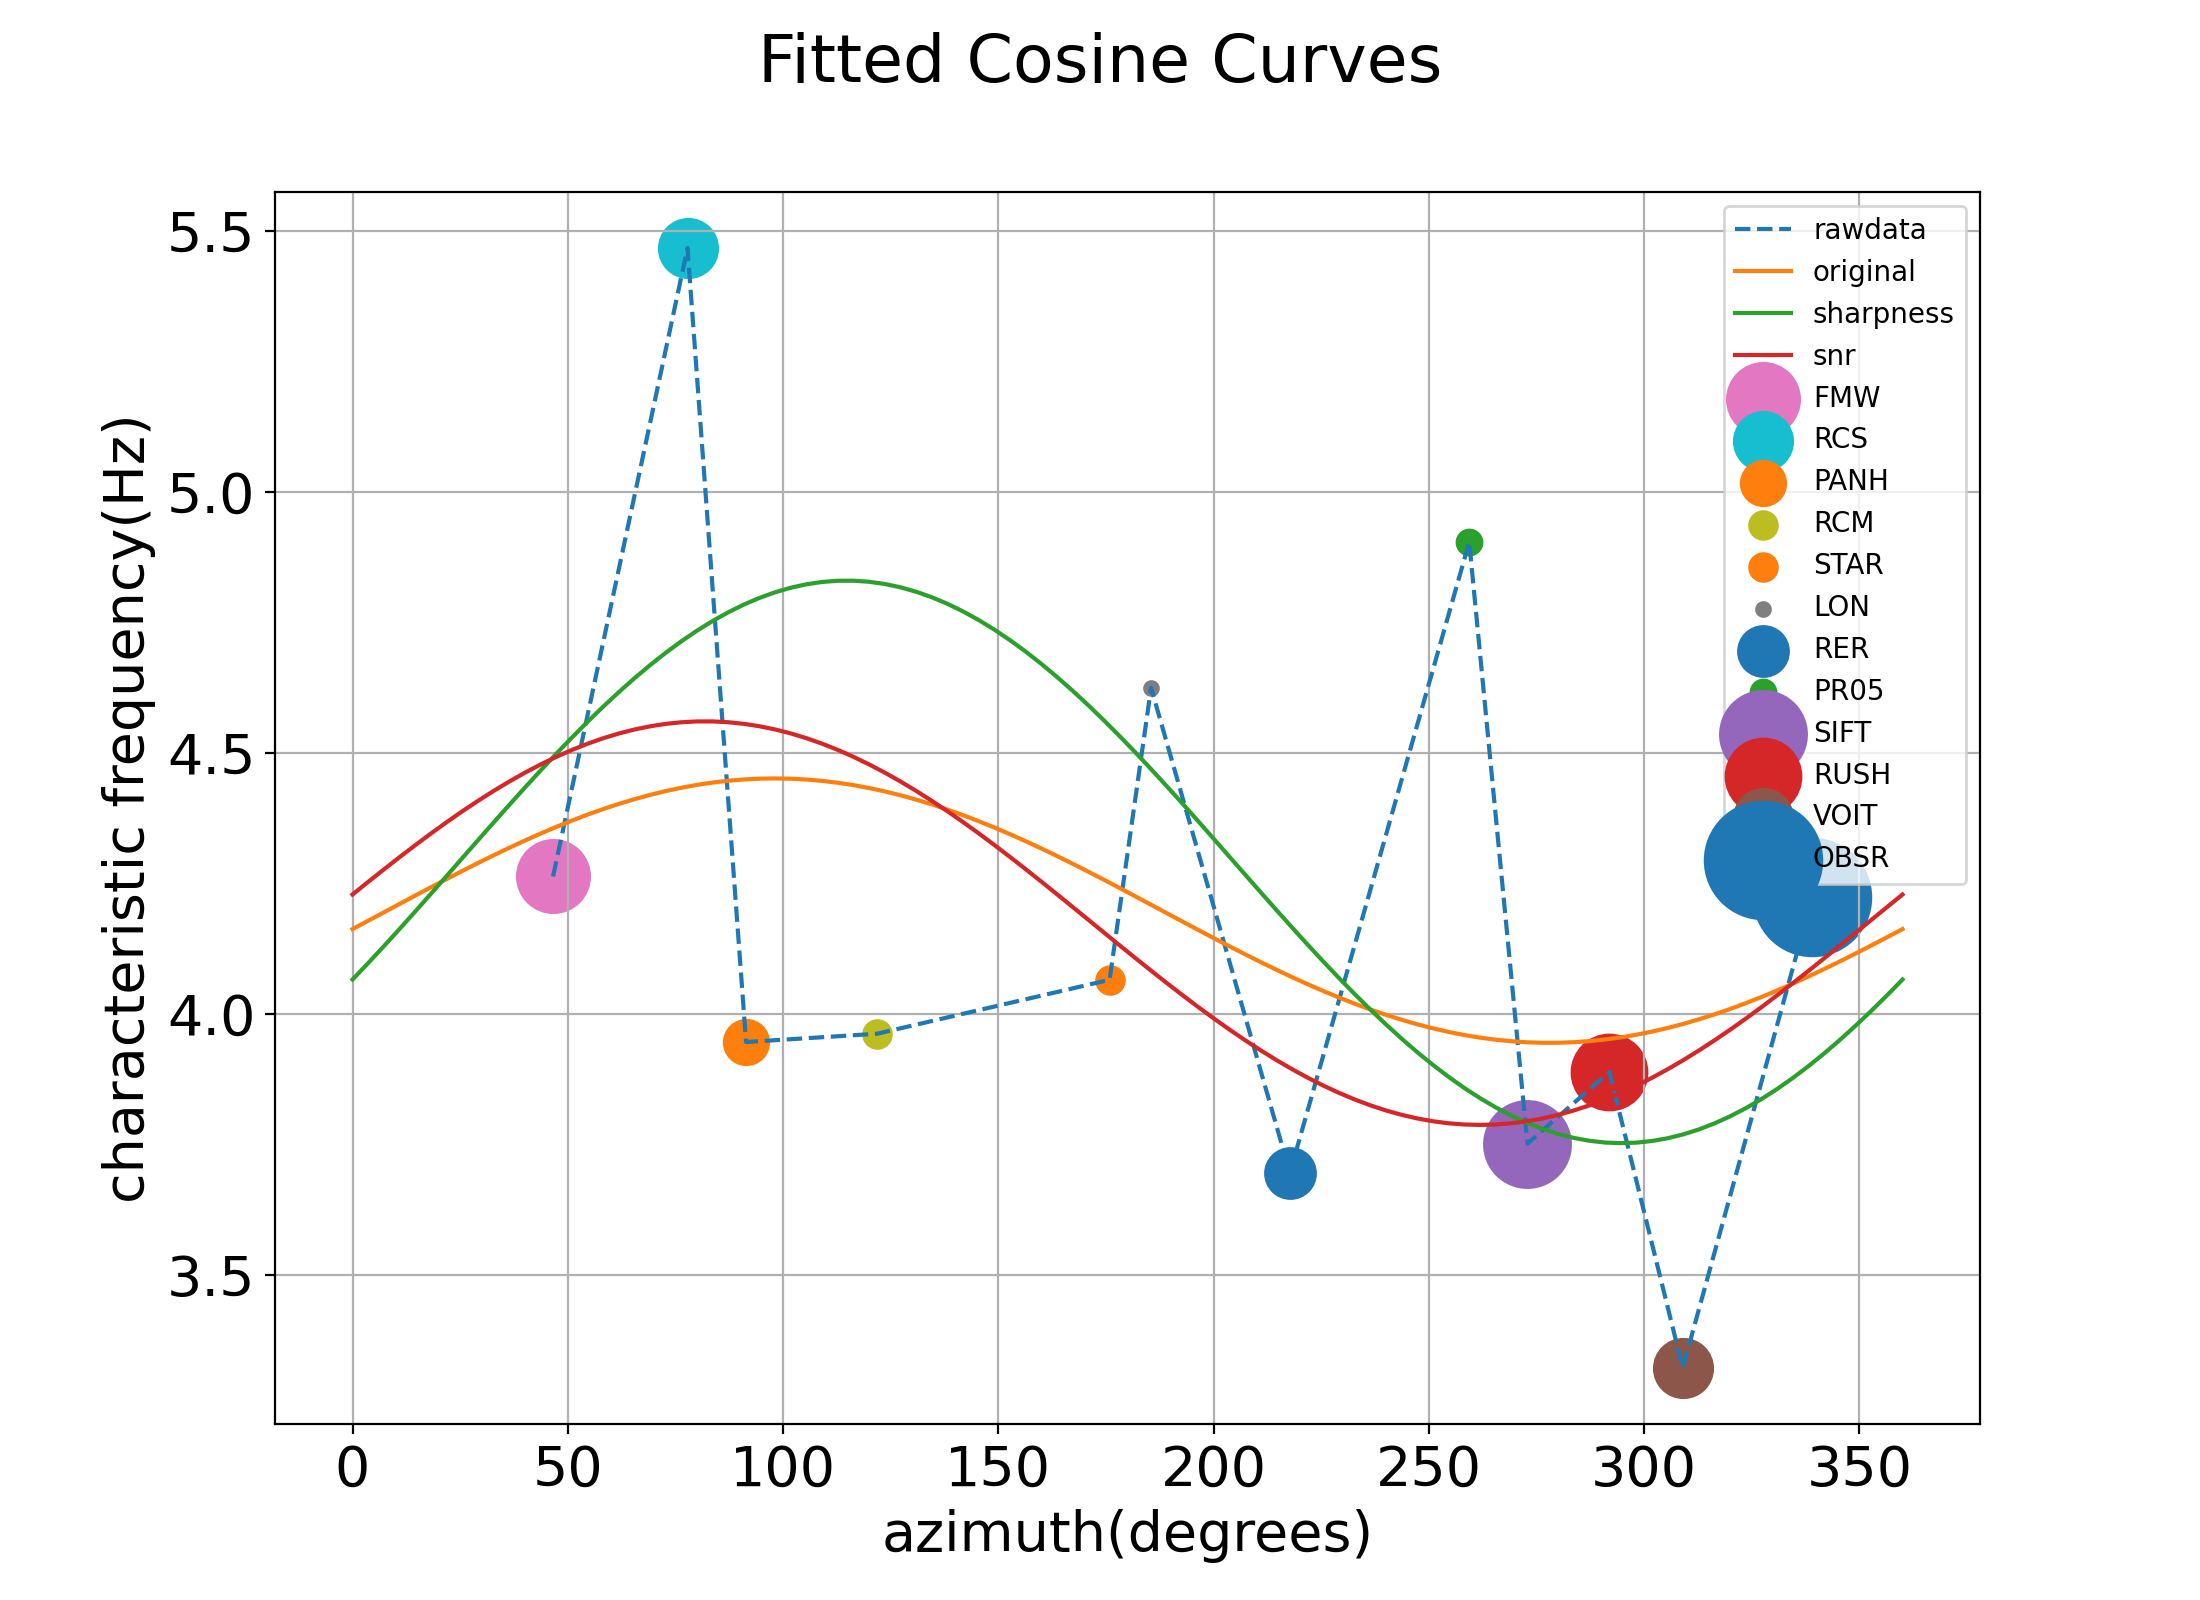 Fitted Cosine Curves
characteristic frequency(Hz)
5.5
5.0
4.5
4.0
3.5
rawdata
original
sharpness
snr
FMW
RCS
PANH
RCM
STAR
LON
RER
PR05
SIFT
RUSH
VOIT
OBSR
0 50 100 150 200 250 300 350
azimuth(degrees)